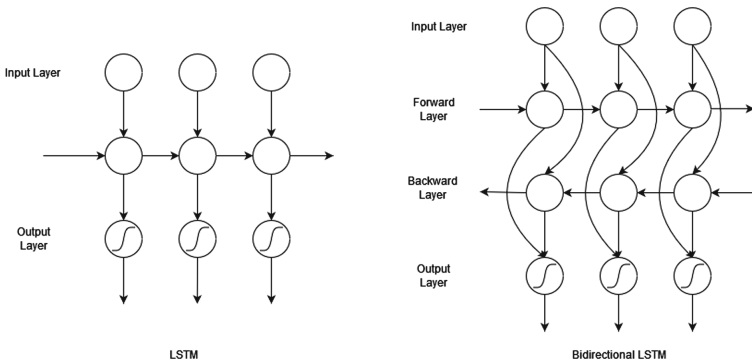 Input Layer
Output
Layer
LSTM
Input Layer
Forward
Layer
Backward
Layer
Output
Layer
Bidirectional LSTM